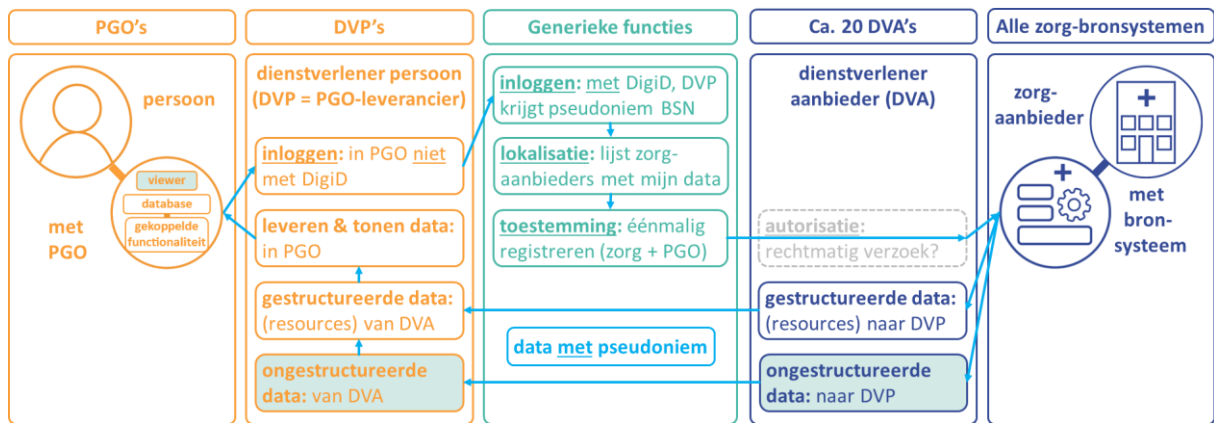 PGO's
DVP's
Generieke functies
Ca. 20 DVA's
Alle zorg-bronsystemen
persoon
met
PGO
viewer
database
gekoppelde
functionaliteit
dienstverlener persoon
(DVP = PGO-leverancier)
inloggen: in PGO niet
met DigiD
leveren & tonen data:
in PGO
gestructureerde data:
(resources) van DVA
ongestructureerde
data: van DVA
inloggen: met DigiD, DVP
krijgt pseudoniem BSN
lokalisatie: lijst zorg-
aanbieders met mijn data
toestemming: éénmalig
registreren (zorg + PGO)
data met pseudoniem
dienstverlener
aanbieder (DVA)
autorisatie:
rechtmatig verzoek?
gestructureerde data:
(resources) naar DVP
ongestructureerde
data: naar DVP
zorg-
aanbieder
met
bron-
systeem